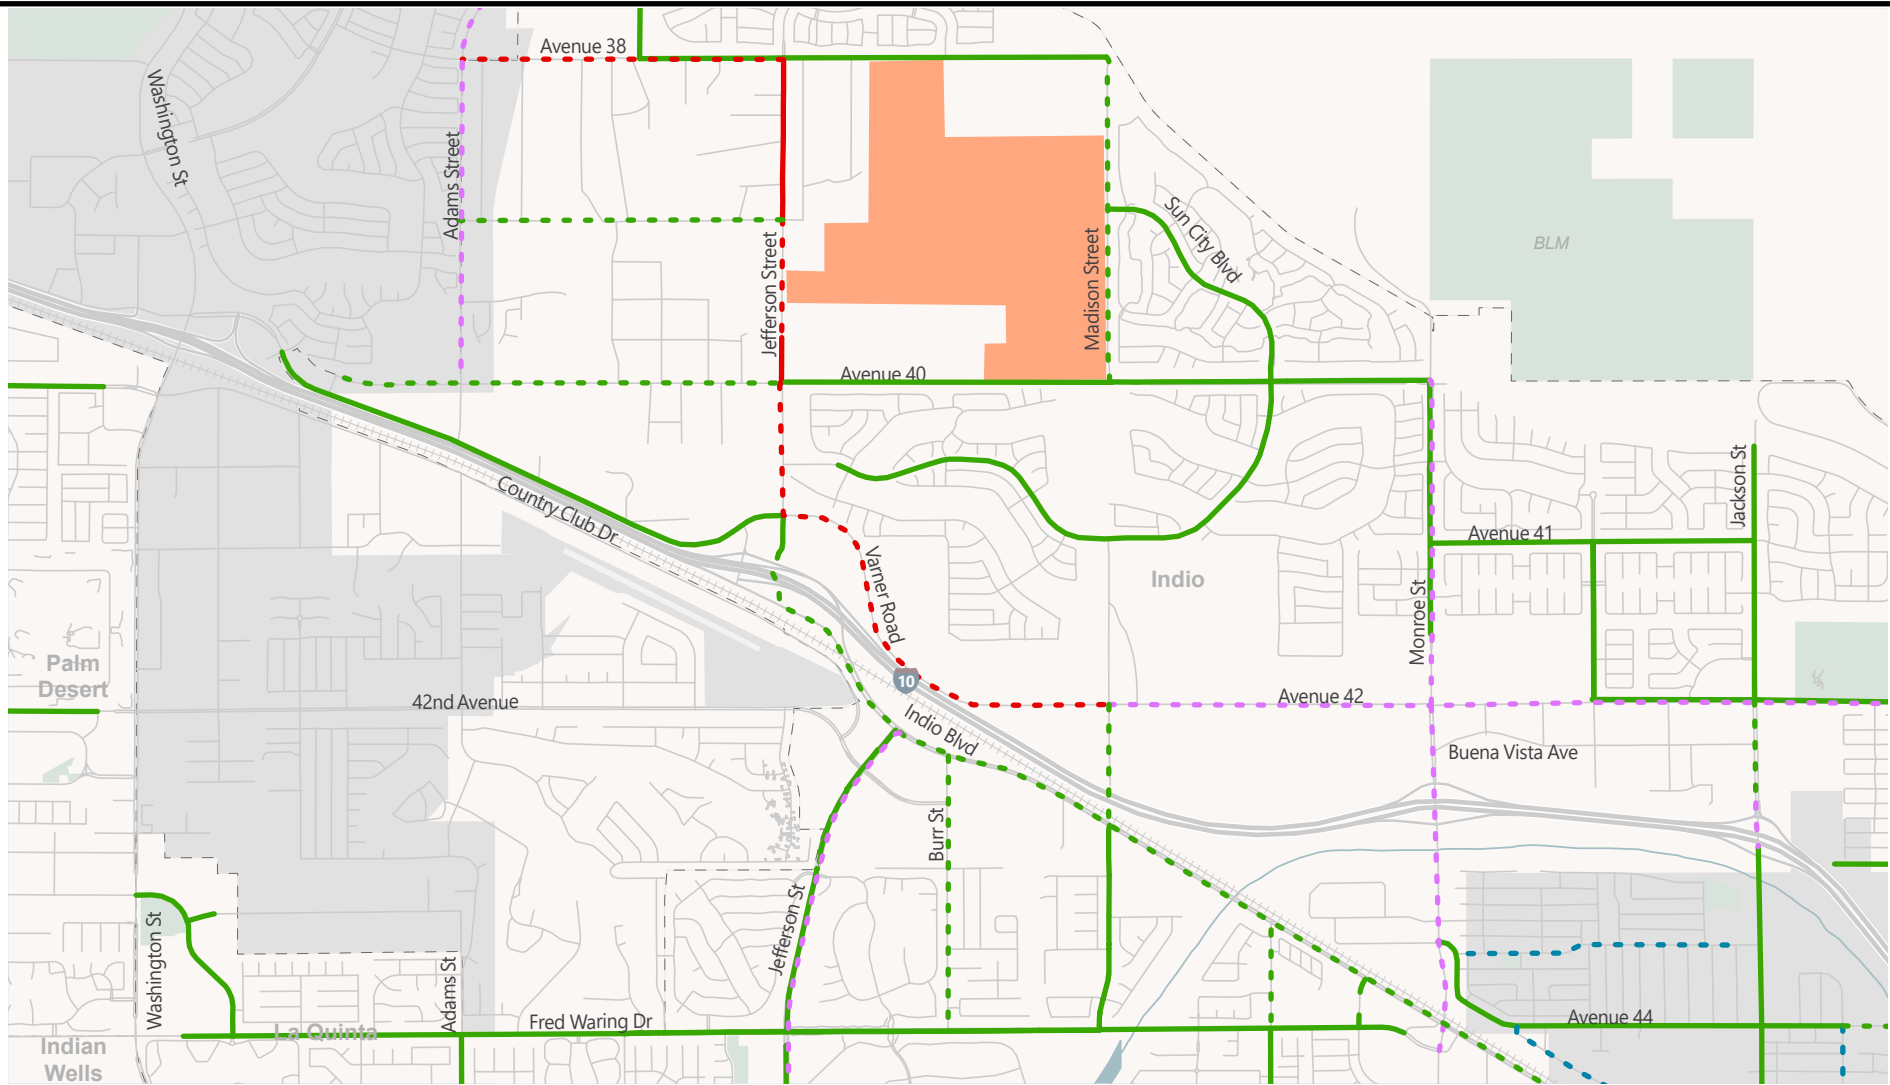 Avenue 38
Washington St
Adams Street
Sun City Blvd
BLM
Jefferson Street
Madison Street
Avenue 40
Country Club Dr
Jackson St
Avenue 41
Varner Road
Indio
Monroe St
Palm
Desert
10
42nd Avenue
Avenue 42
Indio Blvd
Buena Vista Ave
Burr St
Jefferson St
Washington St
Adams St
Fred Waring Dr
Avenue 44
La Quinta
Indian
Wells